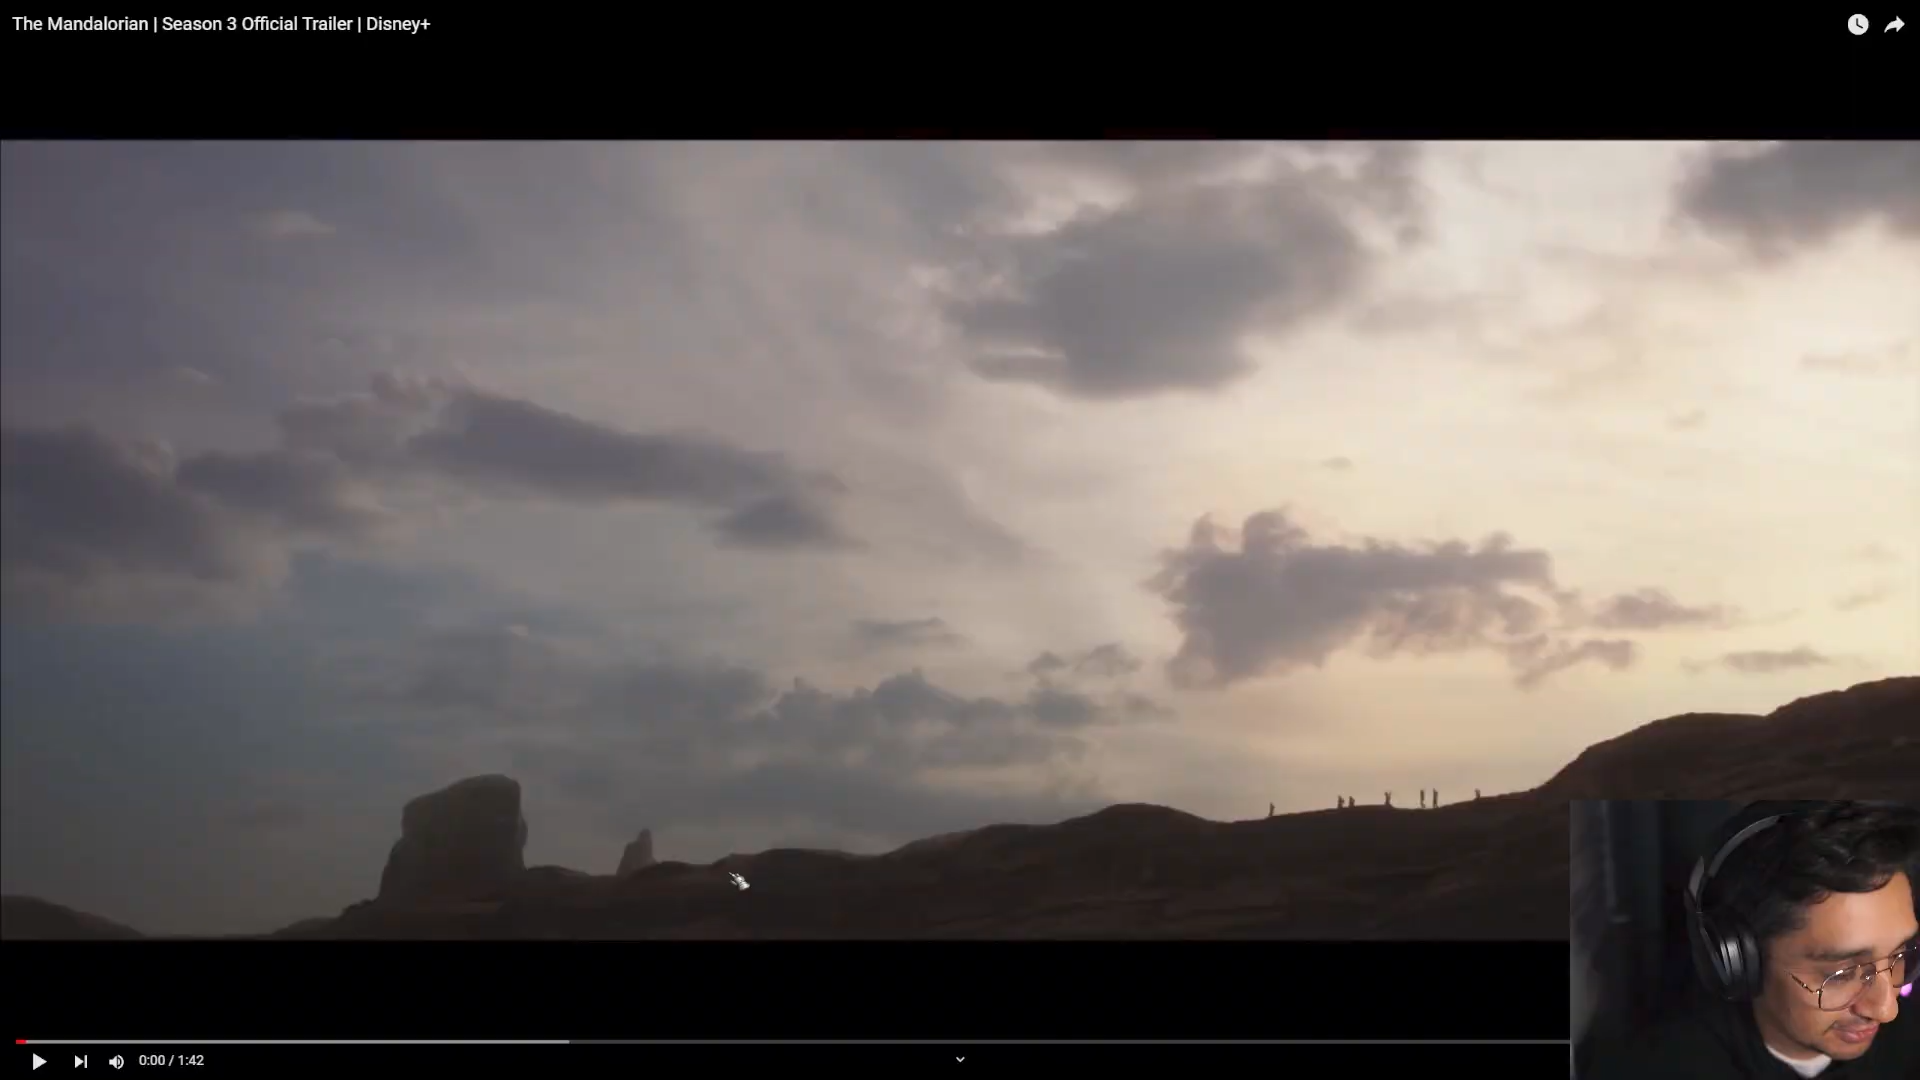 The Mandalorian | Season 3 Official Trailer | Disney+
0:00 / 1:42